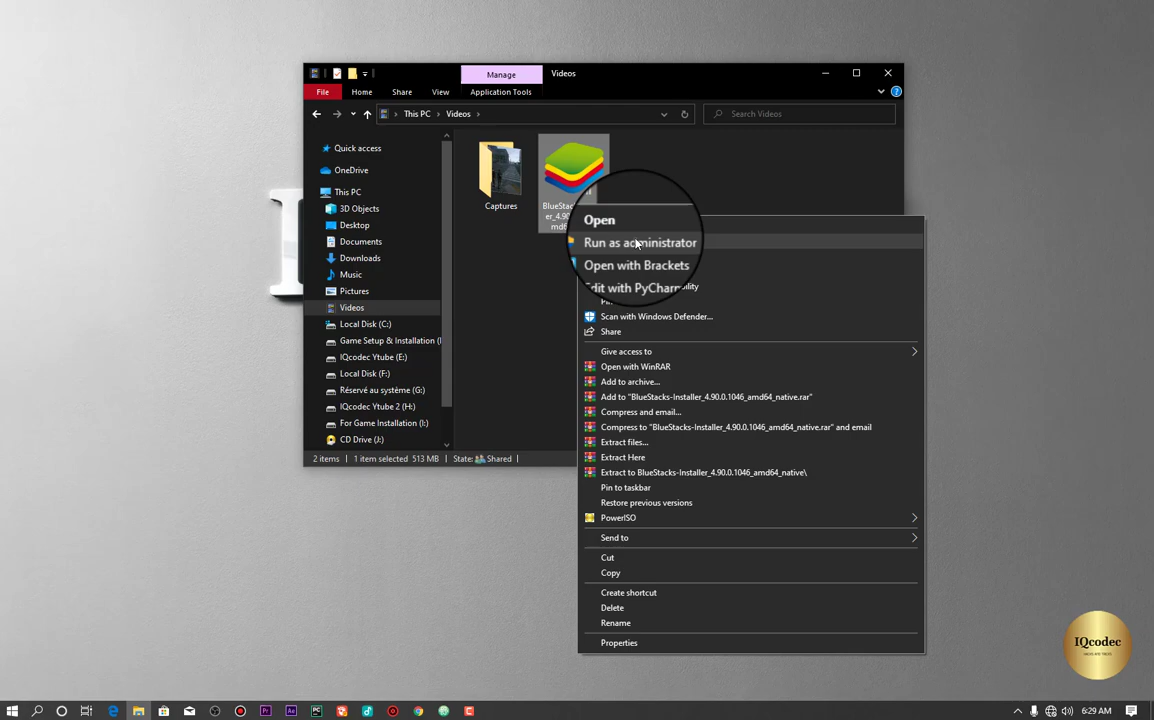 Manage
Videos
File
Home
Share
View
Application Tools
This PC
Videos
Search Videos
Quick access
OneDrive
This PC
3D Objects
Desktop
Documents
Downloads
Music
Pictures
Videos
Local Disk (C:)
Game Setup & Installation (
IQcodec Ytube (E:)
Local Disk (F:)
Réservé au système (G:)
IQcodec Ytube 2 (H:)
For Game Installation (I:)
CD Drive (J:)
Captures
BlueStac
er_4.90
md6
Open
Run as administrator
Open with Brackets
Edit with PyCharm
Scan with Windows Defender...
Share
Give access to
Open with WinRAR
Add to archive...
Add to "BlueStacks-Installer_4.90.0.1046_amd64_native.rar"
Compress and email...
Compress to "BlueStacks-Installer_4.90.0.1046_amd64_native.rar" and email
Extract files...
Extract Here
Extract to BlueStacks-Installer_4.90.0.1046_amd64_native\
Pin to taskbar
Restore previous versions
PowerISO
Send to
Cut
Copy
Create shortcut
Delete
Rename
Properties
2 items
1 item selected 513 MB
State: Shared
IQcodec
6:29 AM